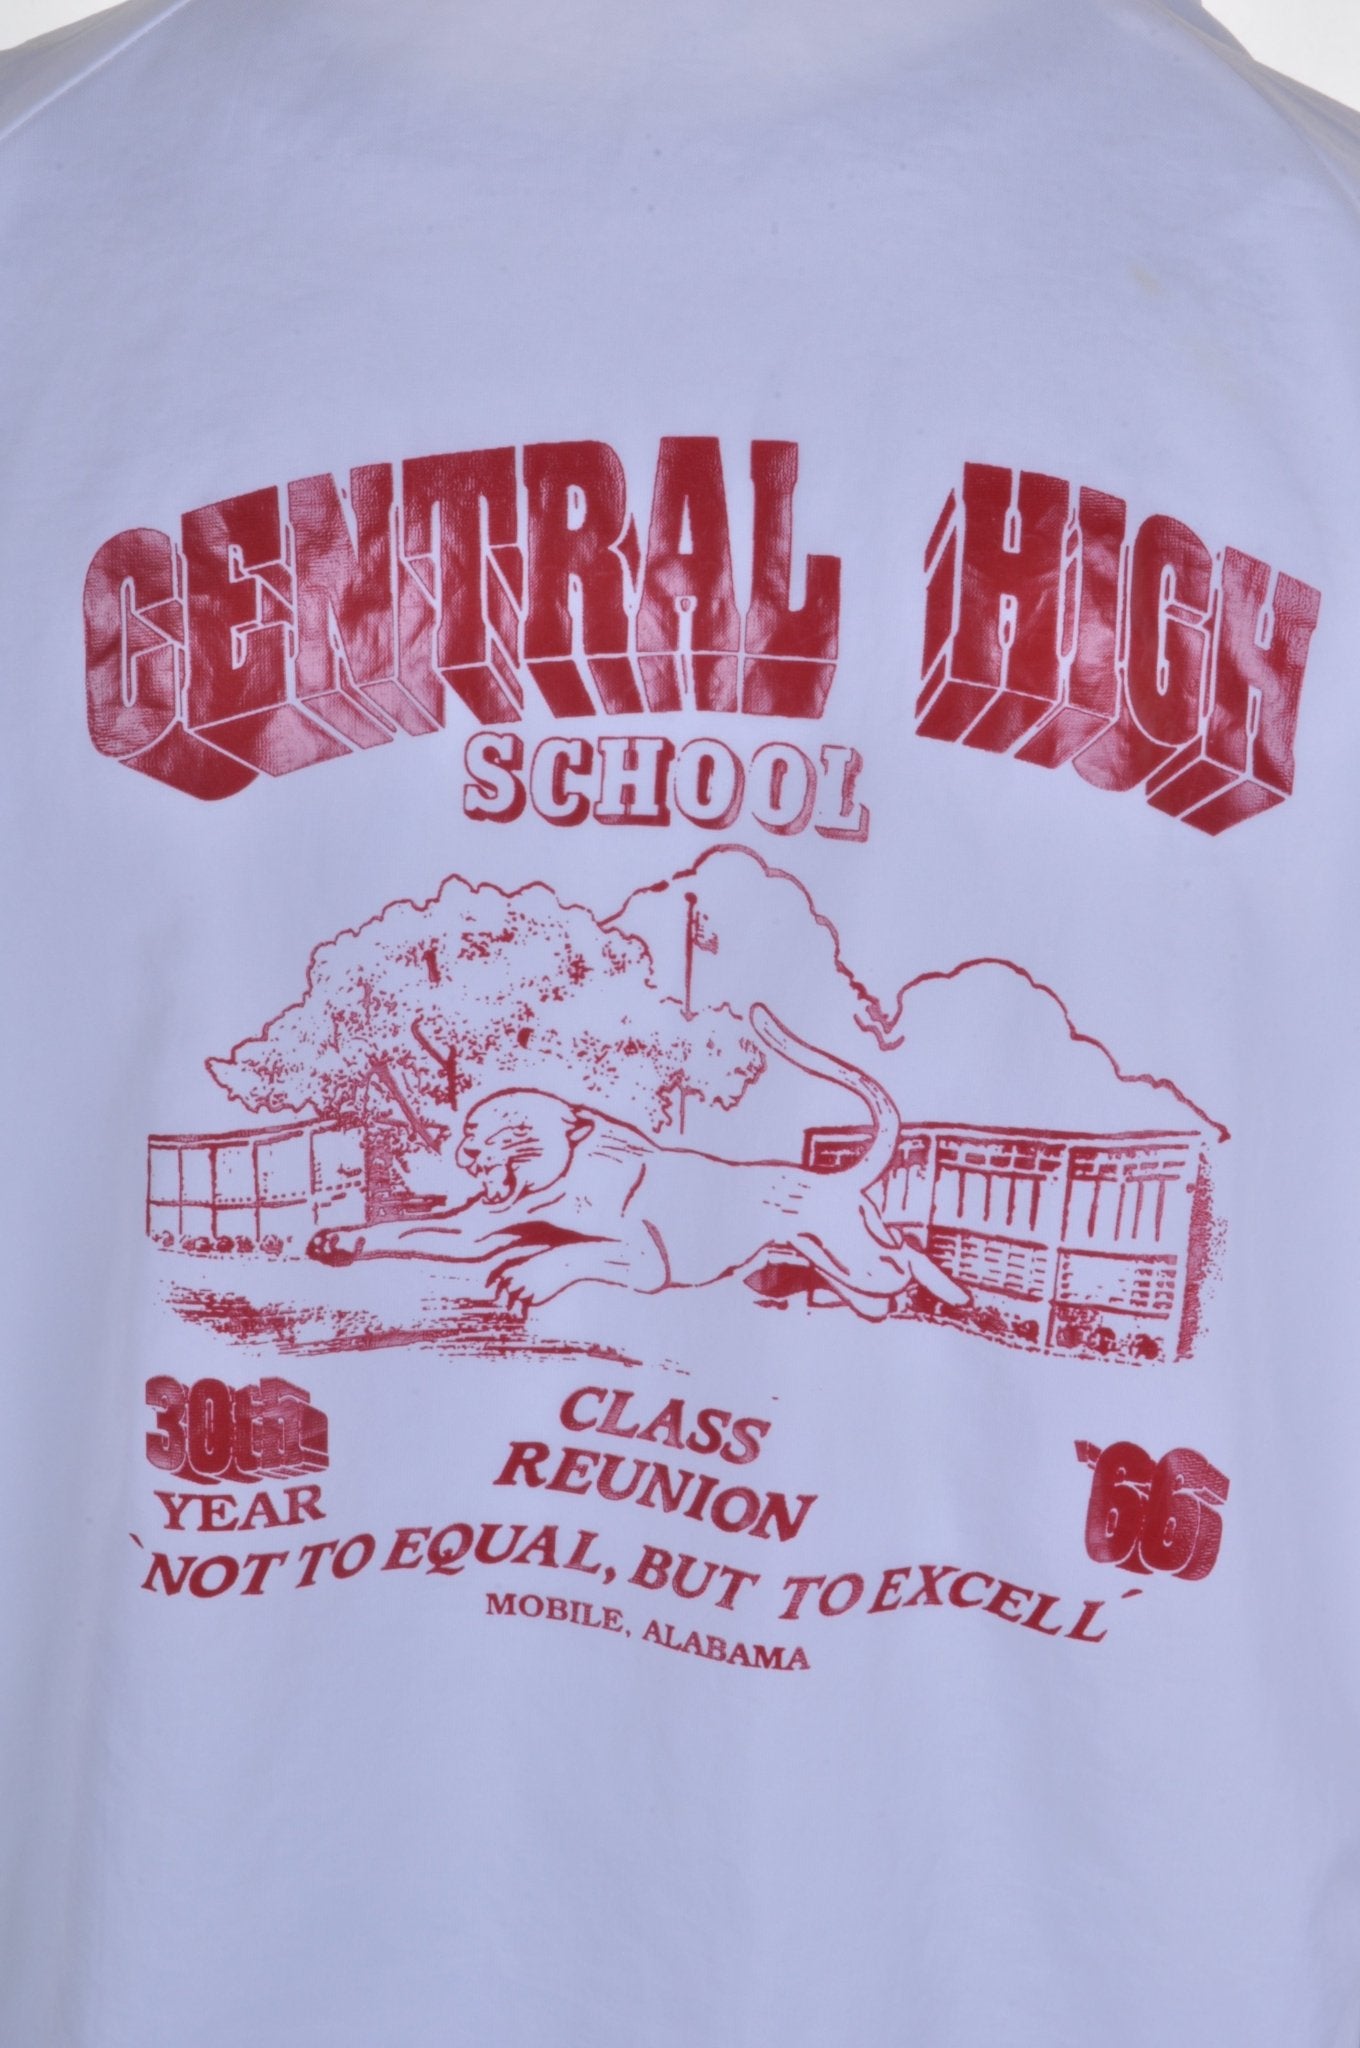 CENTRAL HIGH
SCHOOL
30th
YEAR
CLASS
REUNION
'66
`NOT TO EQUAL, BUT TO EXCELL´
MOBILE, ALABAMA